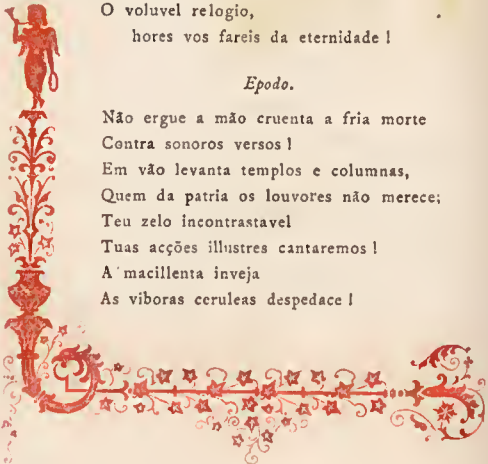 O voluvel relogio,
hores vos fareis da eternidade !
Epodo.
Não ergue a mão cruenta a fria morte
Contra sonoros versos !
Em vão levanta templos e columnas,
Quem da patria os louvores não merece;
Teu zelo incontrastavel
Tuas acções illustres cantaremos !
A macillenta inveja
As viboras ceruleas despedace !